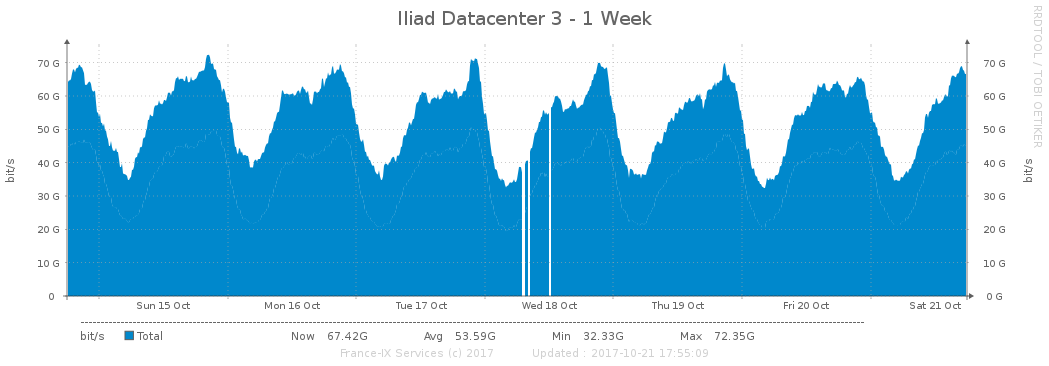 Iliad Datacenter 3 - 1 Week
RRDTOOL / TOBI OETIKER
bit/s
70 G 70 G
60 G 60 G
50 G 50 G
40 G 40 G
30 G 30 G
20 G 20 G
10 G 10 G
0 0 G
bit/s
Sun 15 Oct Mon 16 Oct Tue 17 Oct Wed 18 Oct Thu 19 Oct Fri 20 Oct Sat 21 Oct
bit/s Total Now 67.42G Avg 53.59G Min 32.33G Max 72.35G
France-IX Services (c) 2017 Updated : 2017-10-21 17:55:09